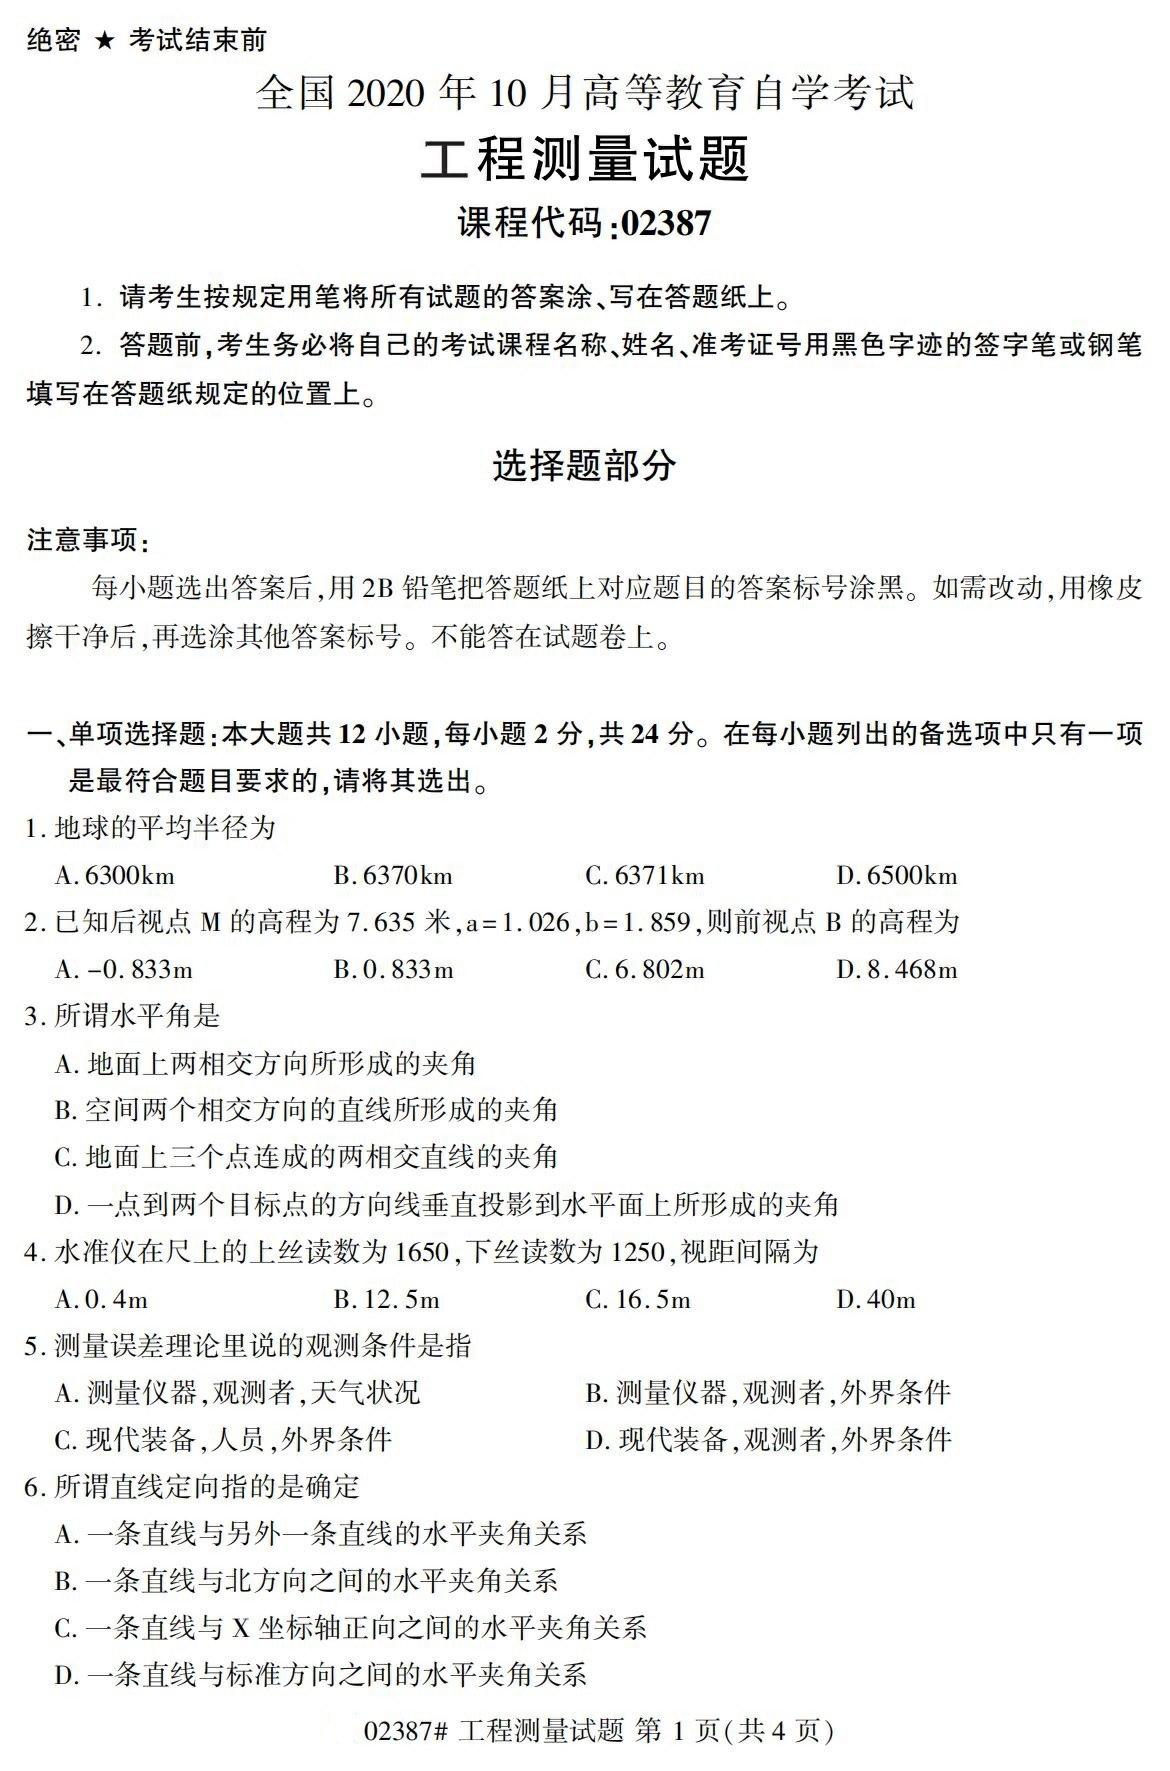 绝密 ★ 考试结束前
全国 2020 年 10 月高等教育自学考试
工程测量试题
课程代码:02387
1. 请考生按规定用笔将所有试题的答案涂、写在答题纸上。
2. 答题前,考生务必将自己的考试课程名称、姓名、准考证号用黑色字迹的签字笔或钢笔
填写在答题纸规定的位置上。
选择题部分
注意事项:
每小题选出答案后,用 2B 铅笔把答题纸上对应题目的答案标号涂黑。如需改动,用橡皮
擦干净后,再选涂其他答案标号。不能答在试题卷上。
一、单项选择题:本大题共 12 小题,每小题 2 分,共 24 分。在每小题列出的备选项中只有一项
是最符合题目要求的,请将其选出。
1. 地球的平均半径为
A. 6300km B. 6370km C. 6371km D. 6500km
2. 已知后视点 M 的高程为 7. 635 米,a=1. 026,b=1. 859,则前视点 B 的高程为
A. -0. 833m B. 0. 833m C. 6. 802m D. 8. 468m
3. 所谓水平角是
A. 地面上两相交方向所形成的夹角
B. 空间两个相交方向的直线所形成的夹角
C. 地面上三个点连成的两相交直线的夹角
D. 一点到两个目标点的方向线垂直投影到水平面上所形成的夹角
4. 水准仪在尺上的上丝读数为 1650,下丝读数为 1250,视距间隔为
A. 0. 4m B. 12. 5m C. 16. 5m D. 40m
5. 测量误差理论里说的观测条件是指
A. 测量仪器,观测者,天气状况 B. 测量仪器,观测者,外界条件
C. 现代装备,人员,外界条件 D. 现代装备,观测者,外界条件
6. 所谓直线定向指的是确定
A. 一条直线与另外一条直线的水平夹角关系
B. 一条直线与北方向之间的水平夹角关系
C. 一条直线与 X 坐标轴正向之间的水平夹角关系
D. 一条直线与标准方向之间的水平夹角关系
02387# 工程测量试题 第 1 页(共 4 页)